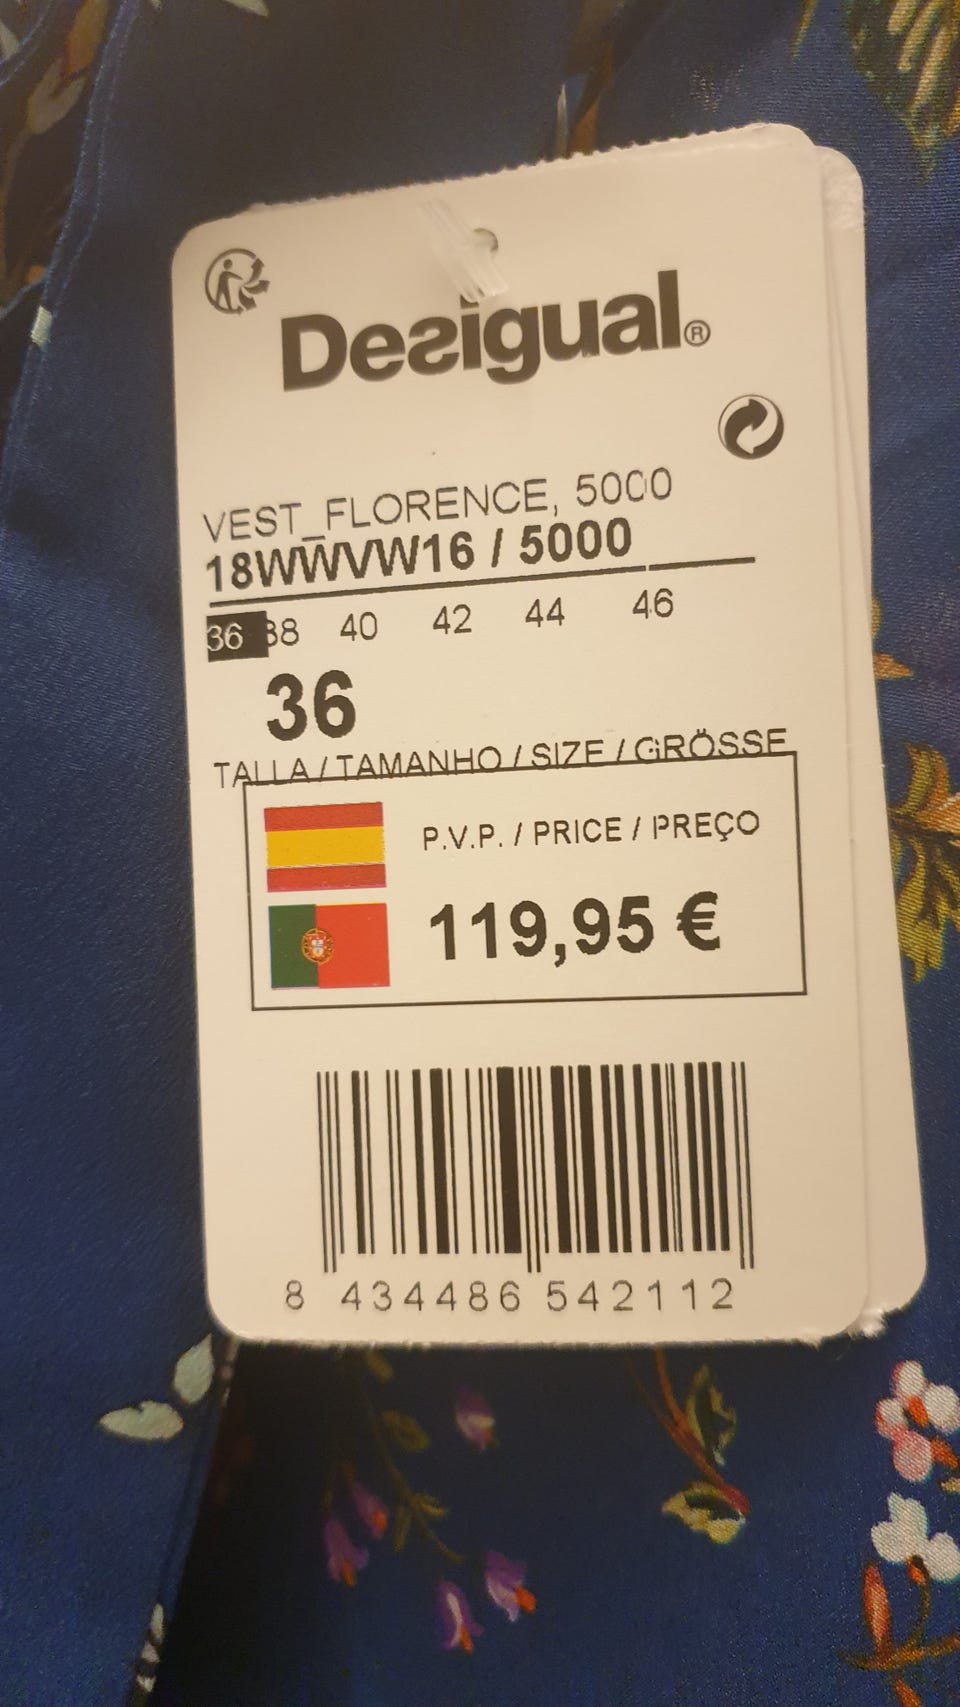 Desigual®
VEST_FLORENCE, 5000
18WWVW16 / 5000
36 38 40 42 44 46
36
TALLA / TAMANHO / SIZE / GRÖSSE
P.V.P. / PRICE / PREÇO
119,95 €
8 434486 542112